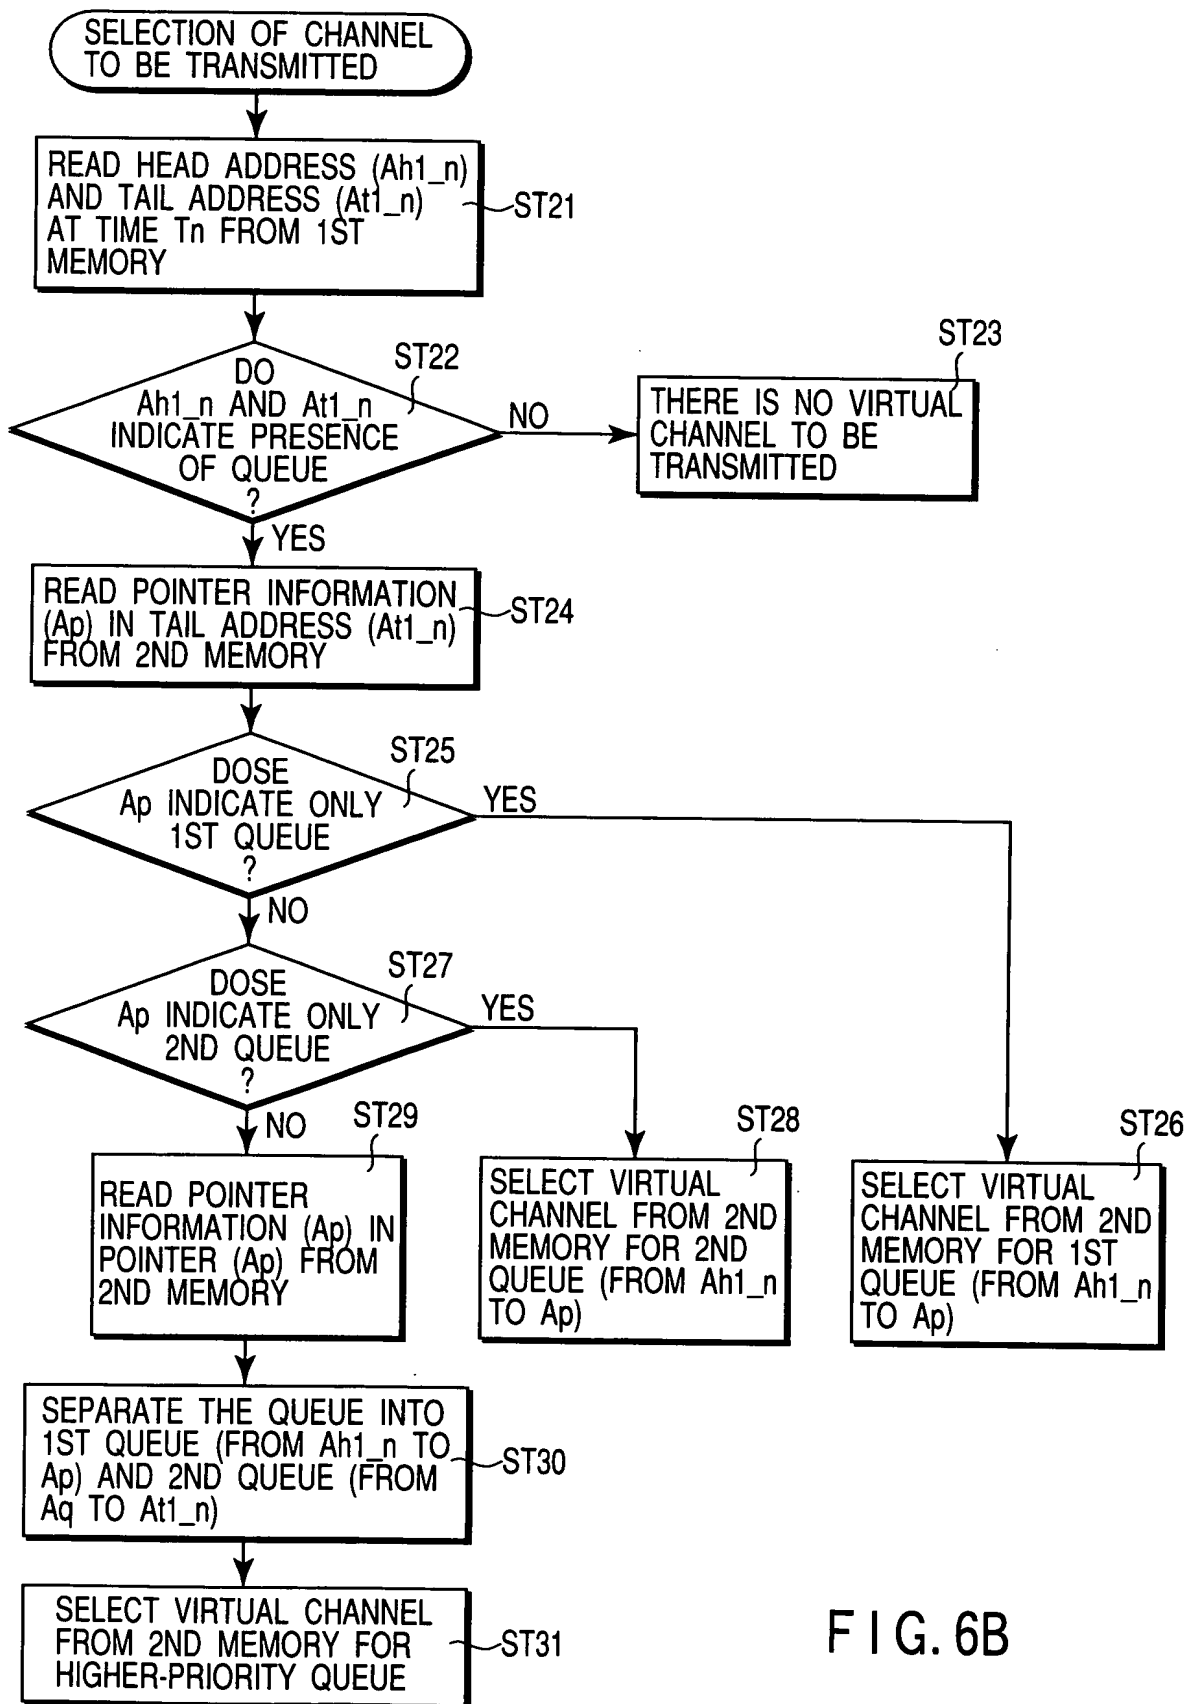 SELECTION OF CHANNEL
TO BE TRANSMITTED
READ HEAD ADDRESS (Ah1_n)
AND TAIL ADDRESS (At1_n)
AT TIME Tn FROM 1ST
MEMORY
ST21
DO
Ah1_n AND At1_n
INDICATE PRESENCE
OF QUEUE
?
ST22
NO
ST23
THERE IS NO VIRTUAL
CHANNEL TO BE
TRANSMITTED
YES
READ POINTER INFORMATION
(Ap) IN TAIL ADDRESS (At1_n)
FROM 2ND MEMORY
ST24
DOSE
Ap INDICATE ONLY
1ST QUEUE
?
ST25
YES
NO
DOSE
Ap INDICATE ONLY
2ND QUEUE
?
ST27
YES
NO
ST29
READ POINTER
INFORMATION (Ap) IN
POINTER (Ap) FROM
2ND MEMORY
ST28
SELECT VIRTUAL
CHANNEL FROM 2ND
MEMORY FOR 2ND
QUEUE (FROM Ah1_n
TO Ap)
ST26
SELECT VIRTUAL
CHANNEL FROM 2ND
MEMORY FOR 1ST
QUEUE (FROM Ah1_n
TO Ap)
SEPARATE THE QUEUE INTO
1ST QUEUE (FROM Ah1_n TO
Ap) AND 2ND QUEUE (FROM
Aq TO At1_n)
ST30
SELECT VIRTUAL CHANNEL
FROM 2ND MEMORY FOR
HIGHER-PRIORITY QUEUE
ST31
FIG. 6B